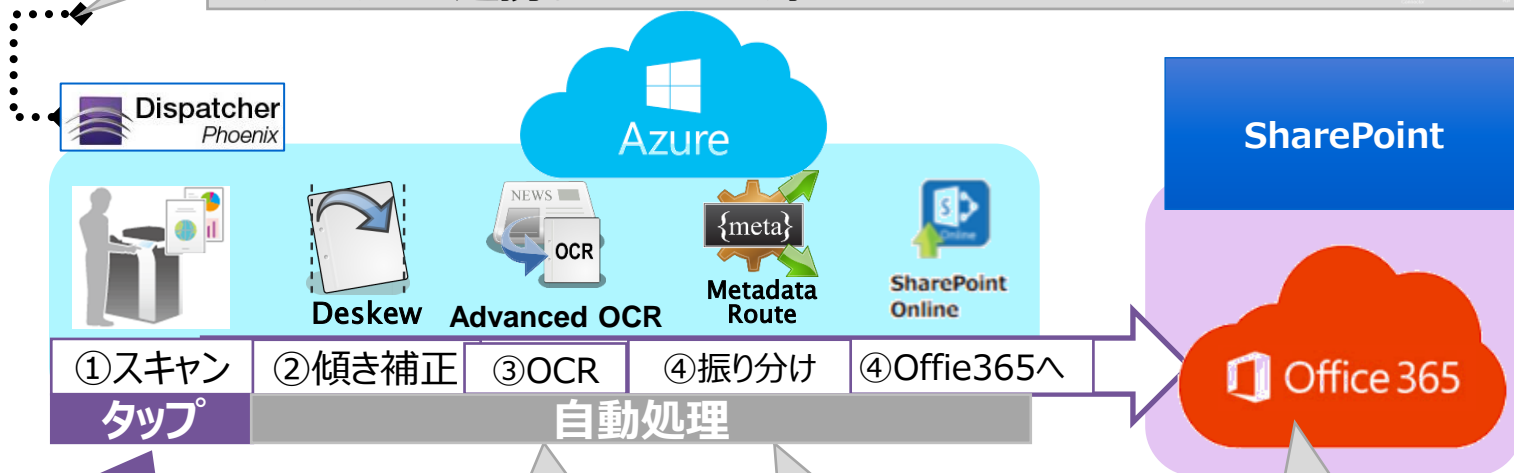 Dispatcher
Phoenix
Azure
SharePoint
NEWS
OCR
{meta}
S
Online
Deskew
Advanced OCR
Metadata
Route
SharePoint
Online
①スキャン
②傾き補正
③OCR
④振り分け
④Offie365へ
Office 365
タップ
自動処理